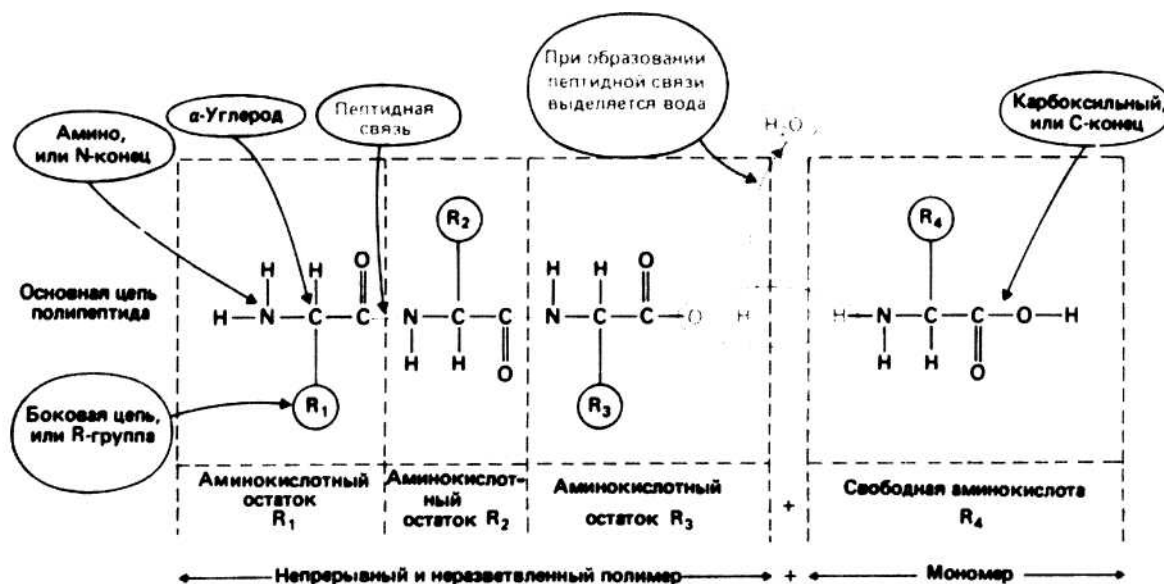 При образовании
пептидной связи
выделяется вода
Амино,
или N-конец
α-Углерод
Пептидная
связь
Карбоксильный,
или C-конец
H₂O
R₂
R₄
H H O
H H O
Основная цепь
полипептида
H—N—C—C
N—C—C
N—C—C—O H
H—N—C—C—O—H
H H O
H H O
Боковая цепь,
или R-группа
R₁
R₃
Аминокислотный
остаток
R₁
Аминокислот-
ный
остаток R₂
Аминокислотный
остаток R₃
+
Свободная аминокислота
R₄
Непрерывный и неразветвленный полимер + Мономер